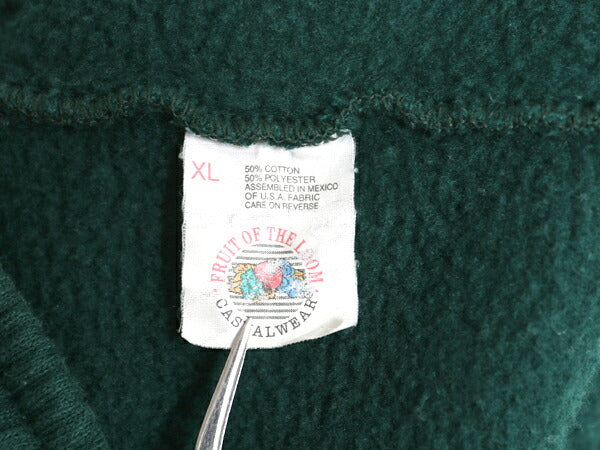 XL
50% COTTON
50% POLYESTER
ASSEMBLED IN MEXICO
OF U.S.A. FABRIC
CARE ON REVERSE
FRUIT OF THE LOOM
CASUALWEAR